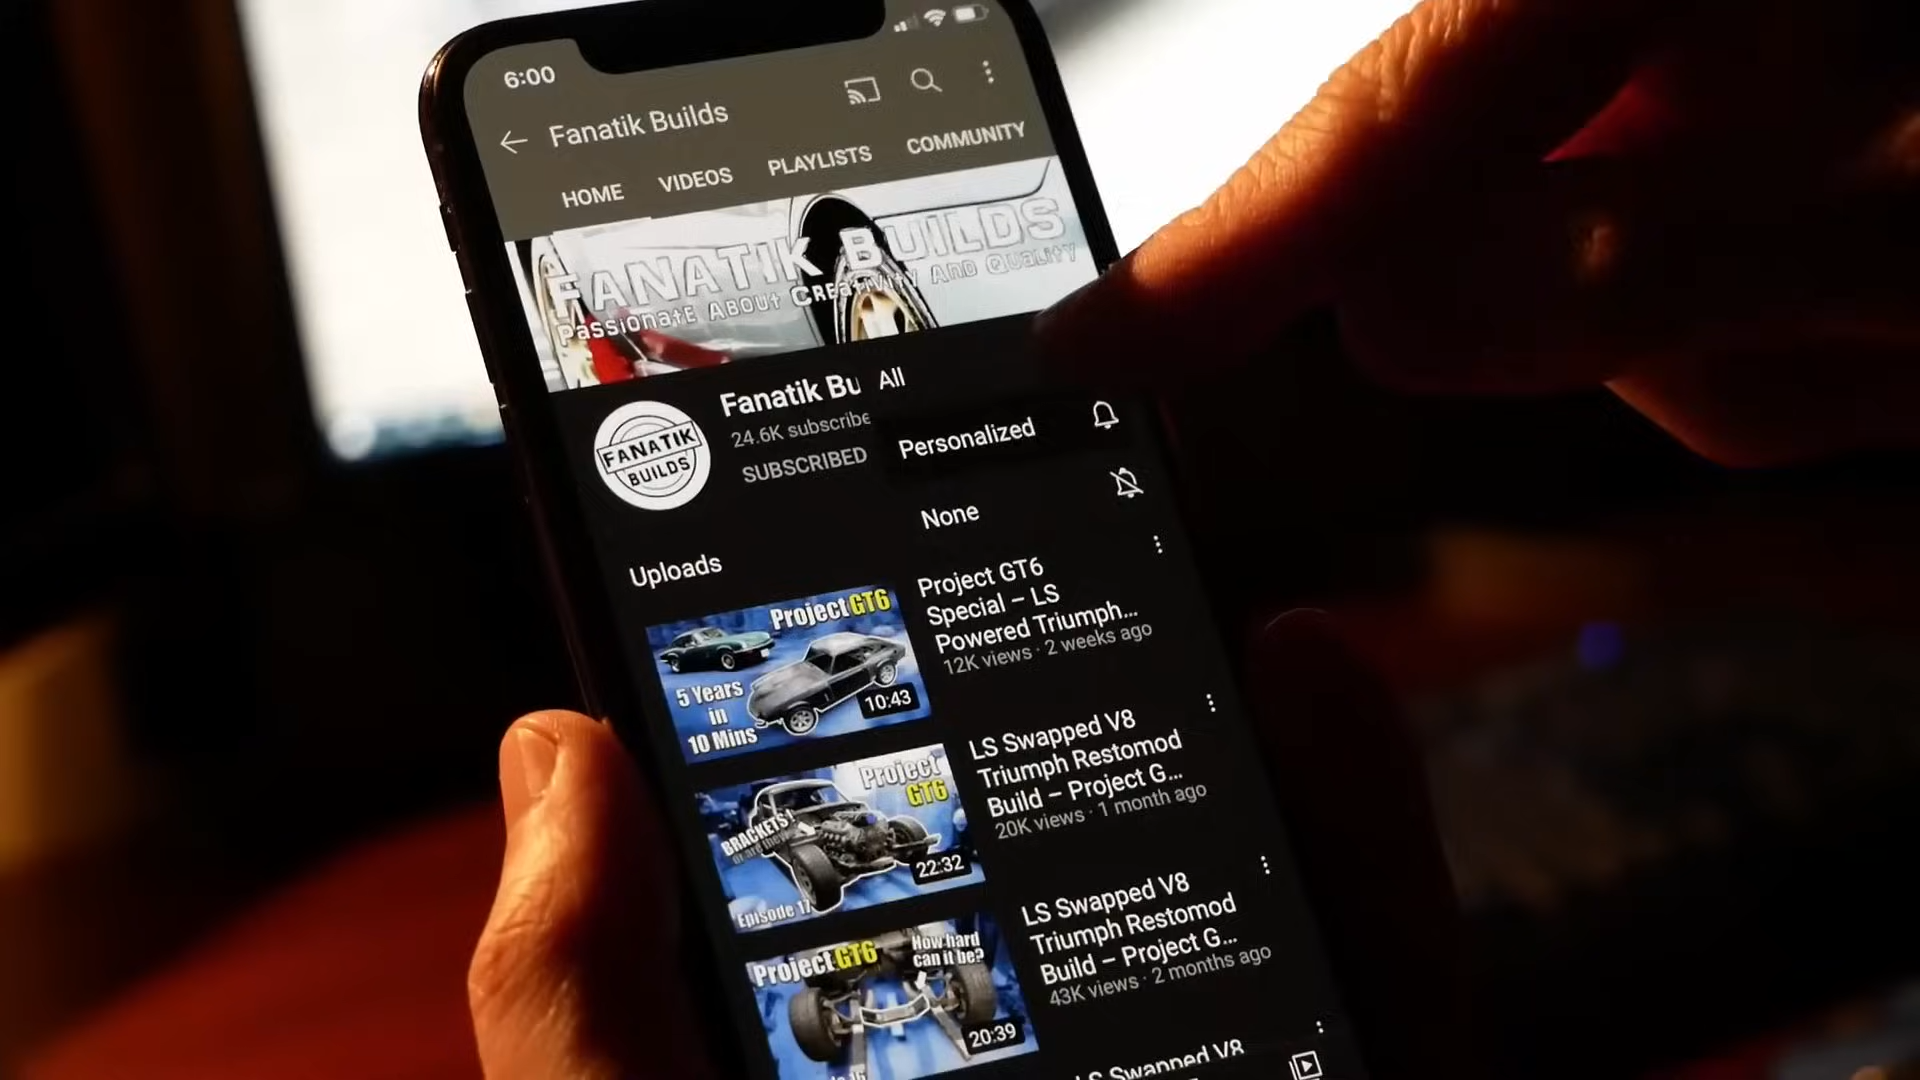 6:00
Fanatik Builds
HOME VIDEOS PLAYLISTS COMMUNITY
FANATIK BUILDS
Passionate About Creativity And Quality
FANATIK
BUILDS
Fanatik Bu
24.6K subscribe
SUBSCRIBED
All
Personalized
None
Uploads
Project GT6
5 Years
in
10 Mins
10:43
Project GT6
Special – LS
Powered Triumph...
12K views · 2 weeks ago
Project
GT6
BRACKETS!
or are they
Episode 17
22:32
LS Swapped V8
Triumph Restomod
Build – Project G...
20K views · 1 month ago
Project GT6
How hard
can it be?
20:39
LS Swapped V8
Triumph Restomod
Build – Project G...
43K views · 2 months ago
LS Swapped V8